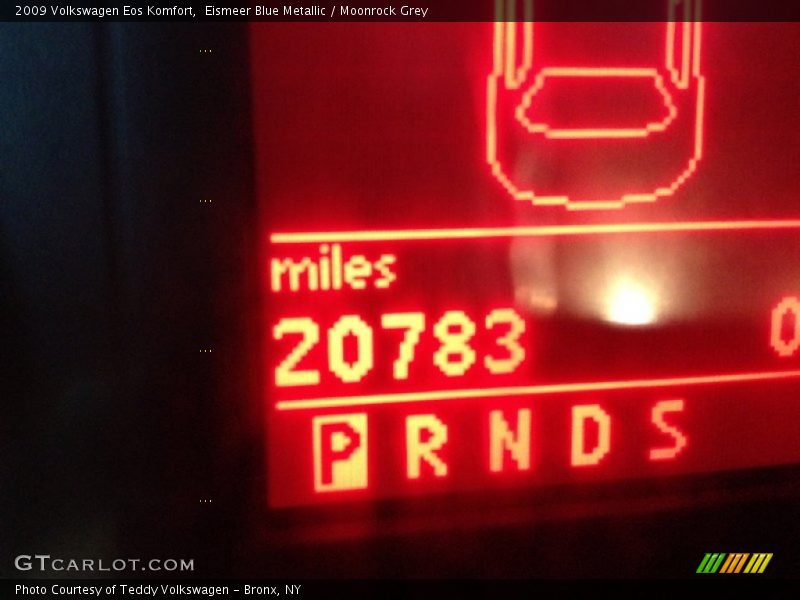 2009 Volkswagen Eos Komfort,  Eismeer Blue Metallic / Moonrock Grey
miles
20783 0
P R N D S
GTCARLOT.COM
Photo Courtesy of Teddy Volkswagen - Bronx, NY